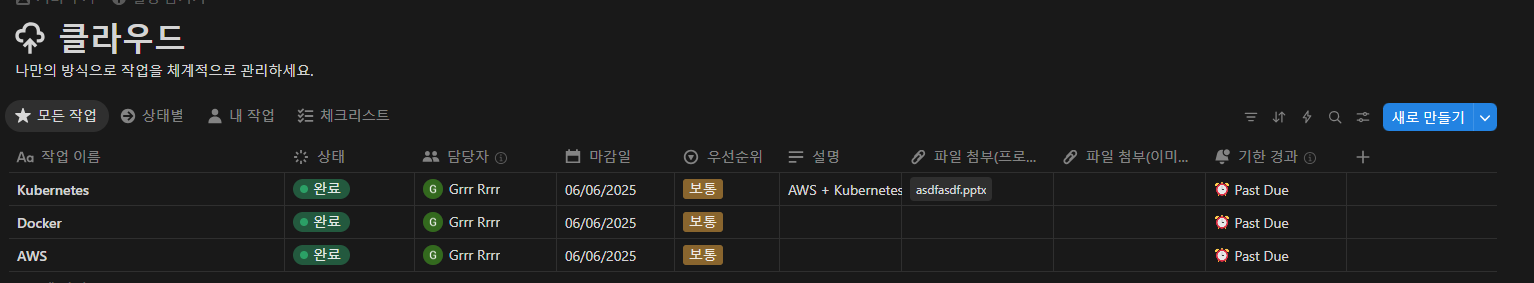 클라우드
나만의 방식으로 작업을 체계적으로 관리하세요.
모든 작업 상태별 내 작업 체크리스트 새로 만들기
Aa 작업 이름 상태 담당자 마감일 우선순위 설명 파일 첨부(프로... 파일 첨부(이미... 기한 경과
Kubernetes 완료 G Grrr Rrrr 06/06/2025 보통 AWS + Kubernetes asdfasdf.pptx Past Due
Docker 완료 G Grrr Rrrr 06/06/2025 보통 Past Due
AWS 완료 G Grrr Rrrr 06/06/2025 보통 Past Due